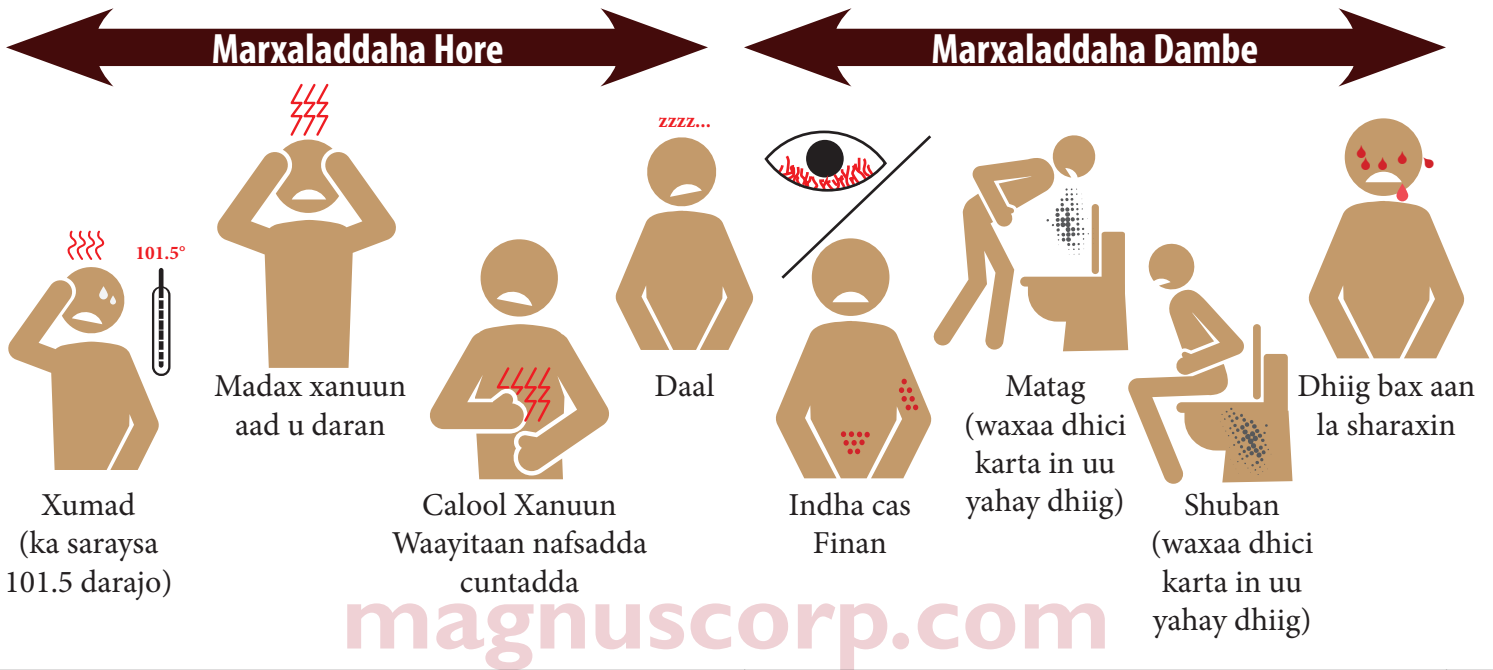 Marxaladdaha Hore
Marxaladdaha Dambe
101.5°
Xumad
(ka saraysa
101.5 darajo)
Madax xanuun
aad u daran
Calool Xanuun
Waayitaan nafsadda
cuntadda
zzzz...
Daal
Indha cas
Finan
Matag
(waxaa dhici
karta in uu
yahay dhiig)
Shuban
(waxaa dhici
karta in uu
yahay dhiig)
Dhiig bax aan
la sharaxin
magnuscorp.com